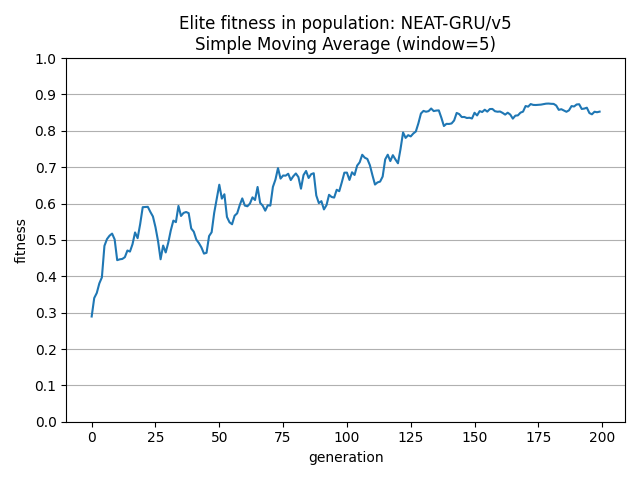 Elite fitness in population: NEAT-GRU/v5
Simple Moving Average (window=5)
1.0
0.9
0.8
0.7
0.6
0.5
0.4
0.3
0.2
0.1
0.0
fitness
0 25 50 75 100 125 150 175 200
generation